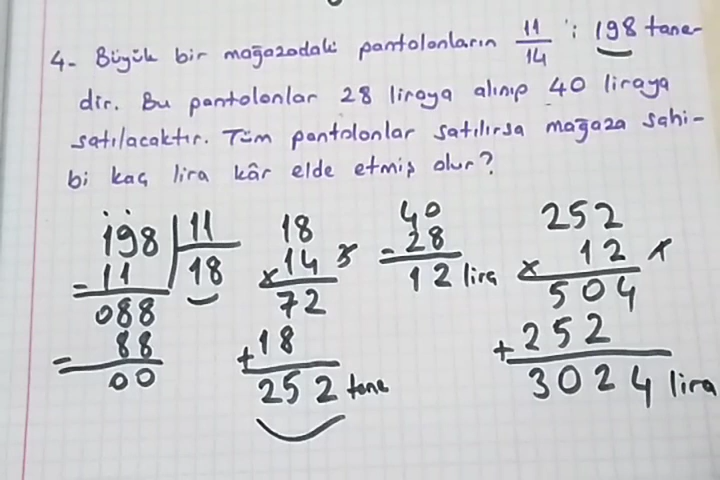 4- Büyük bir mağazadaki pantolonların 11/14 'i 198 tane-
dir. Bu pantolonlar 28 liraya alınıp 40 liraya
satılacaktır. Tüm pantolonlar satılırsa mağaza sahi-
bi kaç lira kâr elde etmiş olur?
198 | 11
- 11 | 18
088
- 88
00
18
x 14
72
+ 18
252 tane
40
- 28
12 lira
252
x 12
504
+ 252
3024 lira